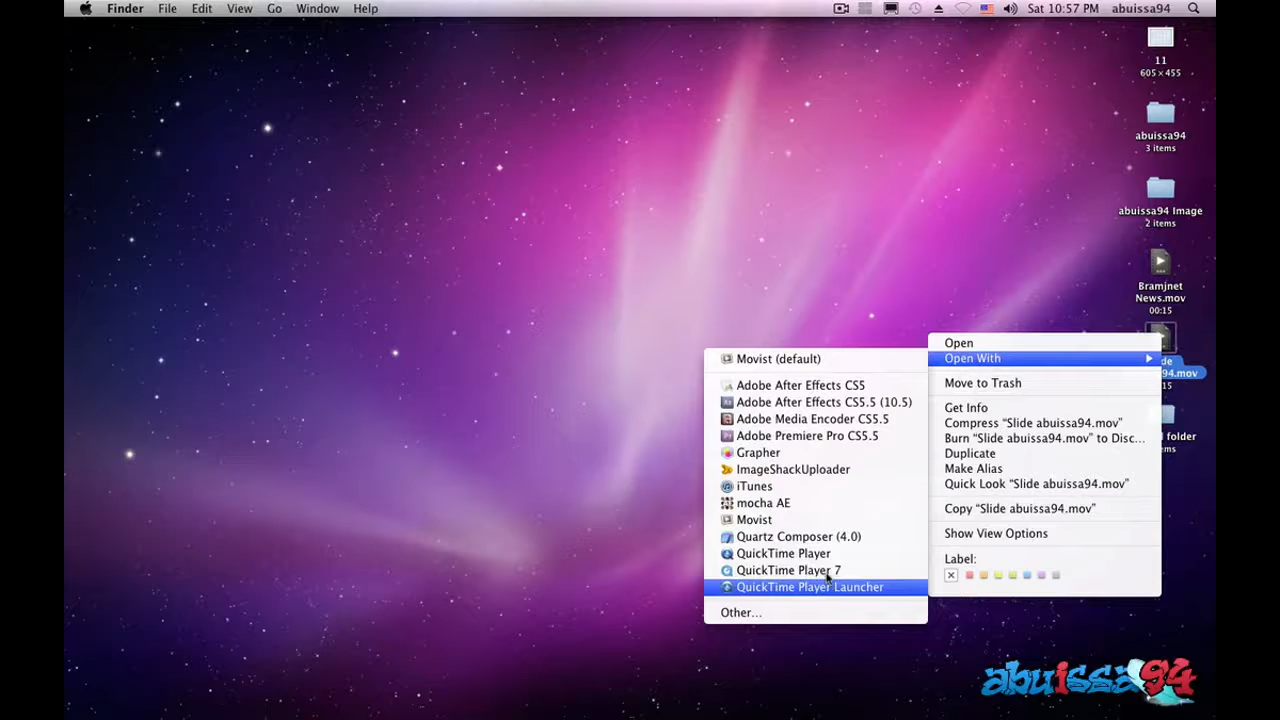 Finder File Edit View Go Window Help Sat 10:57 PM abuissa94
11
605×455
abuissa94
3 items
abuissa94 Image
2 items
Bramjnet
News.mov
00:15
Open
Open With
Move to Trash
Get Info
Compress “Slide abuissa94.mov”
Burn “Slide abuissa94.mov” to Disc...
Duplicate
Make Alias
Quick Look “Slide abuissa94.mov”
Copy “Slide abuissa94.mov”
Show View Options
Label:
Movist (default)
Adobe After Effects CS5
Adobe After Effects CS5.5 (10.5)
Adobe Media Encoder CS5.5
Adobe Premiere Pro CS5.5
Grapher
ImageShackUploader
iTunes
mocha AE
Movist
Quartz Composer (4.0)
QuickTime Player
QuickTime Player 7
QuickTime Player Launcher
Other...
94.mov
15
folder
abuissa94